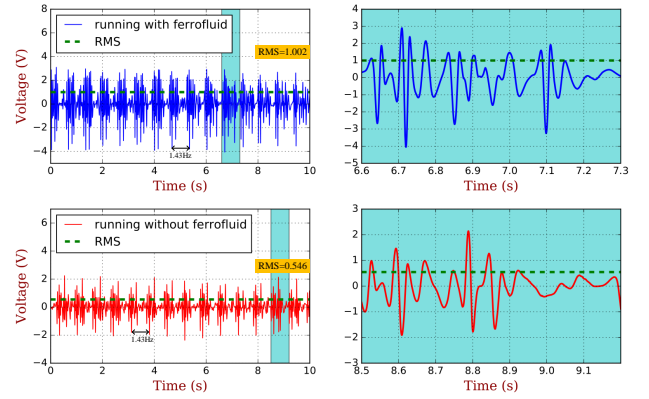 8
6
4
2
0
−2
−4
Voltage (V)
running with ferrofluid
RMS
RMS=1.002
1.43Hz
0 2 4 6 8 10
Time (s)
4
3
2
1
0
−1
−2
−3
−4
−5
6.6 6.7 6.8 6.9 7.0 7.1 7.2 7.3
Time (s)
8
6
4
2
0
−2
−4
Voltage (V)
running without ferrofluid
RMS
RMS=0.546
1.43Hz
0 2 4 6 8 10
Time (s)
3
2
1
0
−1
−2
−3
8.5 8.6 8.7 8.8 8.9 9.0 9.1
Time (s)